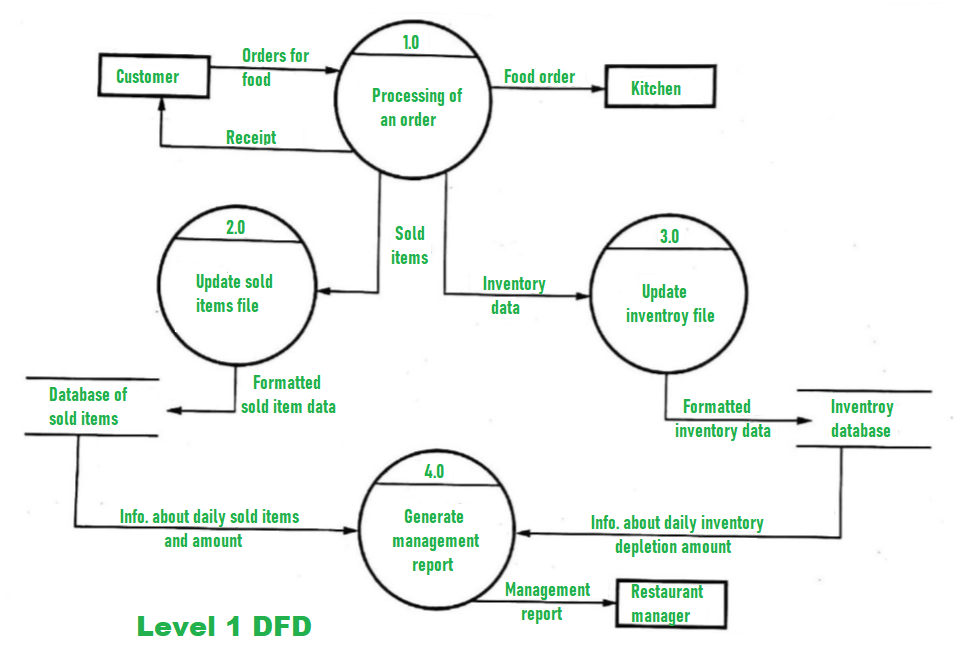 1.0
Orders for
food
Customer
Processing of
an order
Food order
Kitchen
Receipt
2.0
Sold
items
3.0
Update sold
items file
Inventory
data
Update
inventroy file
Formatted
sold item data
Database of
sold items
Formatted
inventory data
Inventroy
database
4.0
Info. about daily sold items
and amount
Generate
management
report
Info. about daily inventory
depletion amount
Management
report
Restaurant
manager
Level 1 DFD